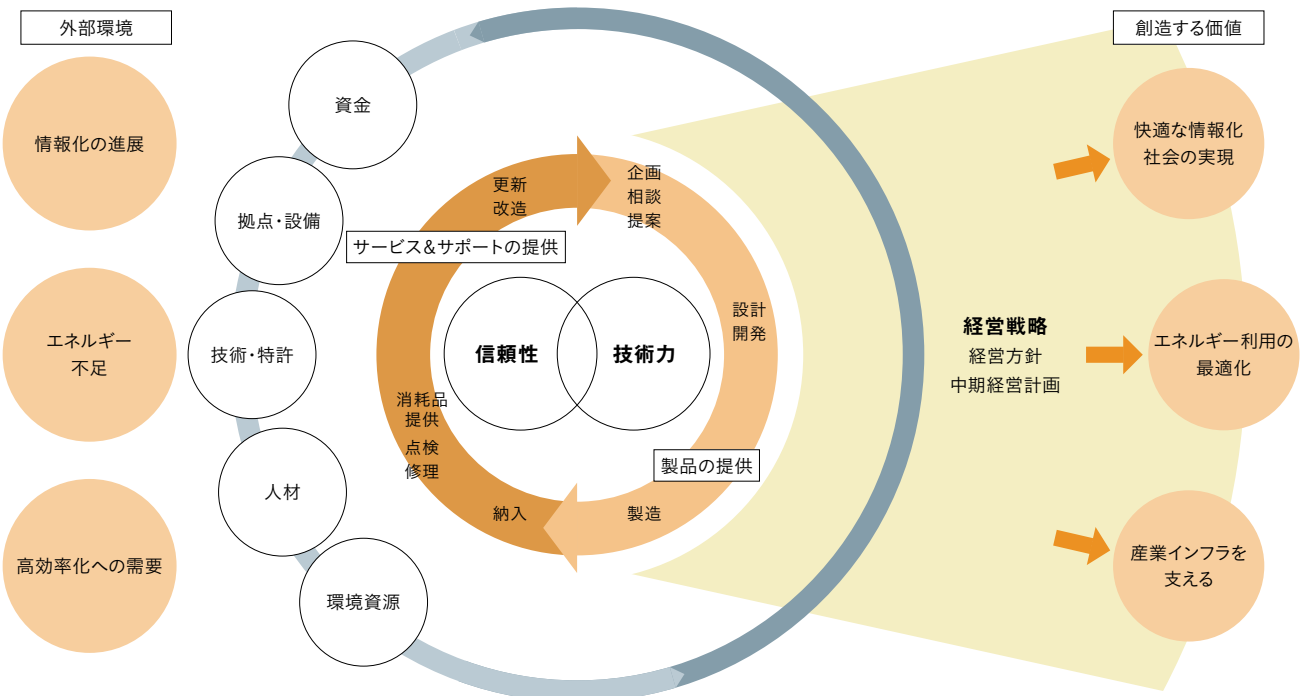 外部環境
情報化の進展
エネルギー
不足
高効率化への需要
資金
拠点・設備
技術・特許
人材
環境資源
更新
改造
サービス&サポートの提供
企画
相談
提案
設計
開発
信頼性
技術力
消耗品
提供
点検
修理
製品の提供
納入
製造
経営戦略
経営方針
中期経営計画
創造する価値
快適な情報化
社会の実現
エネルギー利用の
最適化
産業インフラを
支える